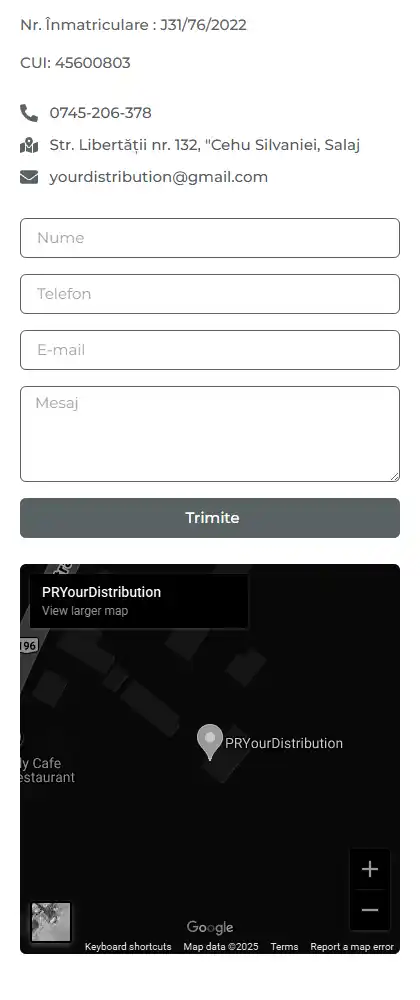 Nr. Înmatriculare : J31/76/2022
CUI: 45600803
0745-206-378
Str. Libertății nr. 132, "Cehu Silvaniei, Salaj
yourdistribution@gmail.com
Nume
Telefon
E-mail
Mesaj
Trimite
PRYourDistribution
View larger map
196
PRYourDistribution
ly Cafe
estaurant
Google
Keyboard shortcuts Map data ©2025 Terms Report a map error